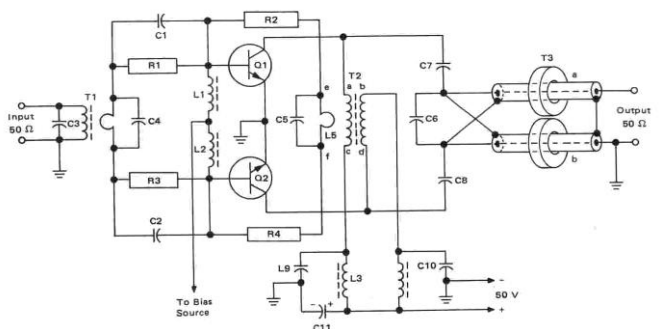 C1
R2
R1
Q1
L1
T1
Input
50 Ω
C3
C4
C5
e
L5
f
L2
Q2
R3
R4
C2
To Bias
Source
T2
a
b
c
d
C7
C6
C8
T3
a
b
Output
50 Ω
L9
L3
C10
C11
−
+
−
50 V
+